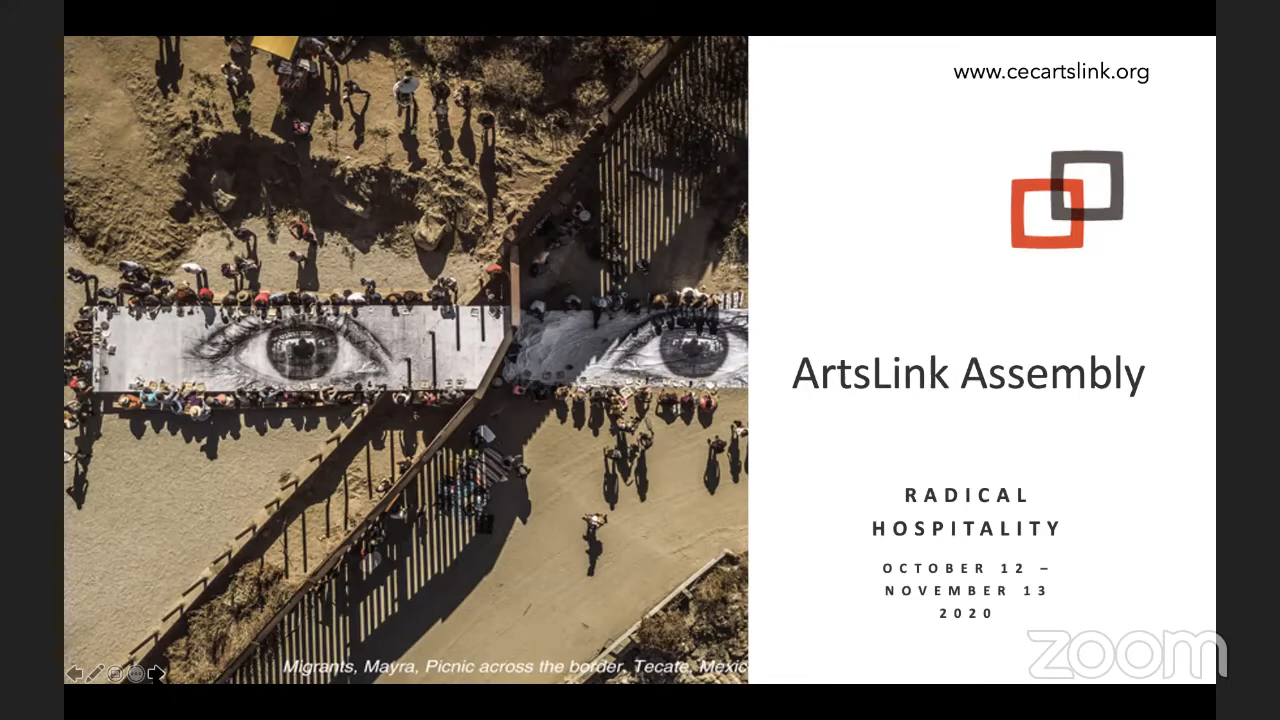 www.cecartslink.org
ArtsLink Assembly
RADICAL
HOSPITALITY
OCTOBER 12 –
NOVEMBER 13
2020
Migrants, Mayra, Picnic across the border, Tecate, Mexic
zoom